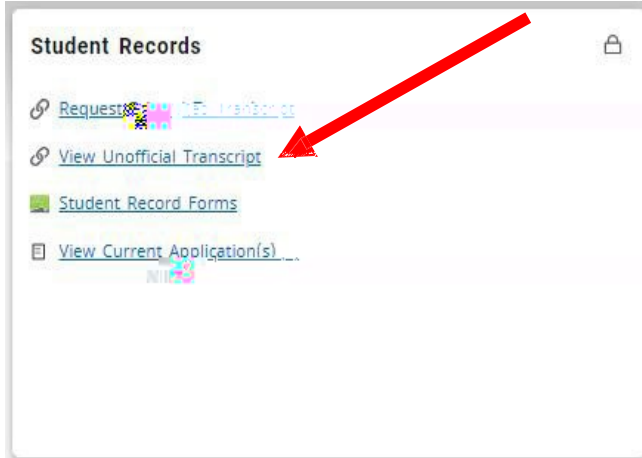 Student Records
Request
View Unofficial Transcript
Student Record Forms
View Current Application(s)